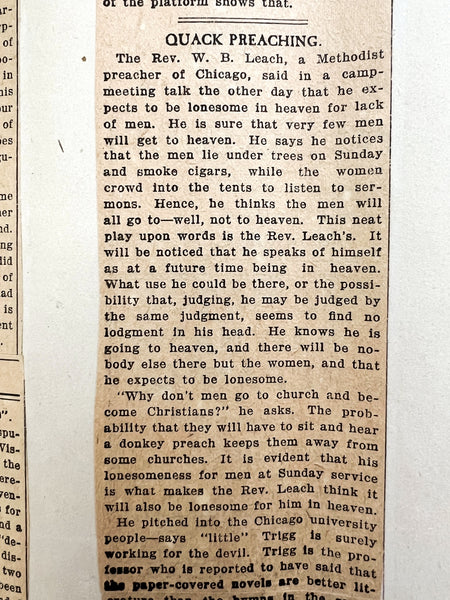 of the platform shows that.
QUACK PREACHING.
The Rev. W. B. Leach, a Methodist
preacher of Chicago, said in a camp-
meeting talk the other day that he ex-
pects to be lonesome in heaven for lack
of men. He is sure that very few men
will get to heaven. He says he notices
that the men lie under trees on Sunday
and smoke cigars, while the women
crowd into the tents to listen to ser-
mons. Hence, he thinks the men will
all go to—well, not to heaven. This neat
play upon words is the Rev. Leach's. It
will be noticed that he speaks of himself
as at a future time being in heaven.
What use he could be there, or the possi-
bility that, judging, he may be judged by
the same judgment, seems to find no
lodgment in his head. He knows he is
going to heaven, and there will be no-
body else there but the women, and that
he expects to be lonesome.
"Why don't men go to church and be-
come Christians?" he asks. The prob-
ability that they will have to sit and hear
a donkey preach keeps them away from
some churches. It is evident that his
lonesomeness for men at Sunday service
is what makes the Rev. Leach think it
will also be lonesome for him in heaven.
He pitched into the Chicago university
people—says "little" Trigg is surely
working for the devil. Trigg is the pro-
fessor who is reported to have said that
the paper-covered novels are better lit-
erature than the hymns in the